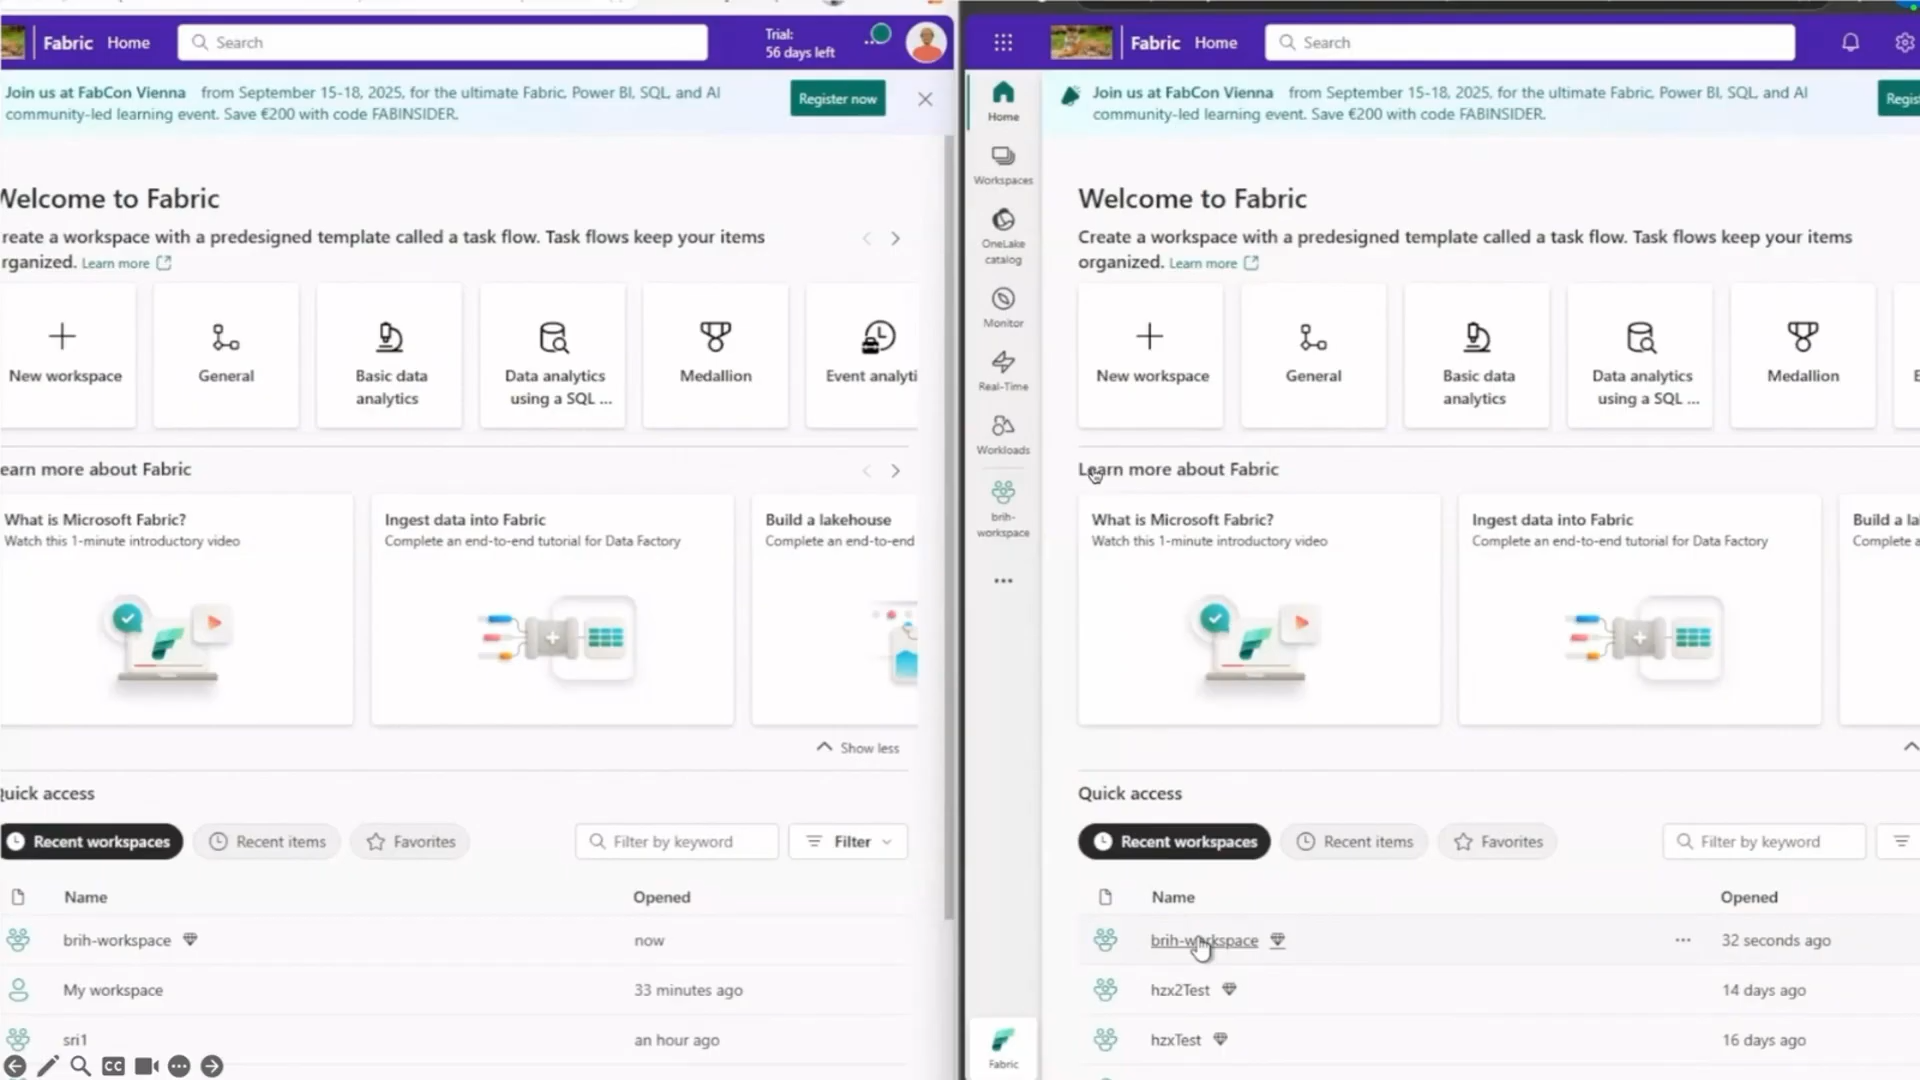 Fabric Home
Search
Trial:
56 days left
Join us at FabCon Vienna from September 15-18, 2025, for the ultimate Fabric, Power BI, SQL, and AI
community-led learning event. Save €200 with code FABINSIDER.
Register now
Welcome to Fabric
reate a workspace with a predesigned template called a task flow. Task flows keep your items
rganized. Learn more
New workspace
General
Basic data
analytics
Data analytics
using a SQL ...
Medallion
Event analyti
earn more about Fabric
What is Microsoft Fabric?
Watch this 1-minute introductory video
Ingest data into Fabric
Complete an end-to-end tutorial for Data Factory
Build a lakehouse
Complete an end-to-end
Show less
Quick access
Recent workspaces
Recent items
Favorites
Filter by keyword
Filter
Name
Opened
brih-workspace
now
My workspace
33 minutes ago
sri1
an hour ago
CC
Fabric Home
Search
Home
Workspaces
OneLake
catalog
Monitor
Real-Time
Workloads
brih-
workspace
Fabric
Join us at FabCon Vienna from September 15-18, 2025, for the ultimate Fabric, Power BI, SQL, and AI
community-led learning event. Save €200 with code FABINSIDER.
Regist
Welcome to Fabric
Create a workspace with a predesigned template called a task flow. Task flows keep your items
organized. Learn more
New workspace
General
Basic data
analytics
Data analytics
using a SQL ...
Medallion
E
Learn more about Fabric
What is Microsoft Fabric?
Watch this 1-minute introductory video
Ingest data into Fabric
Complete an end-to-end tutorial for Data Factory
Build a la
Complete a
Quick access
Recent workspaces
Recent items
Favorites
Filter by keyword
Name
Opened
brih-workspace
32 seconds ago
hzx2Test
14 days ago
hzxTest
16 days ago